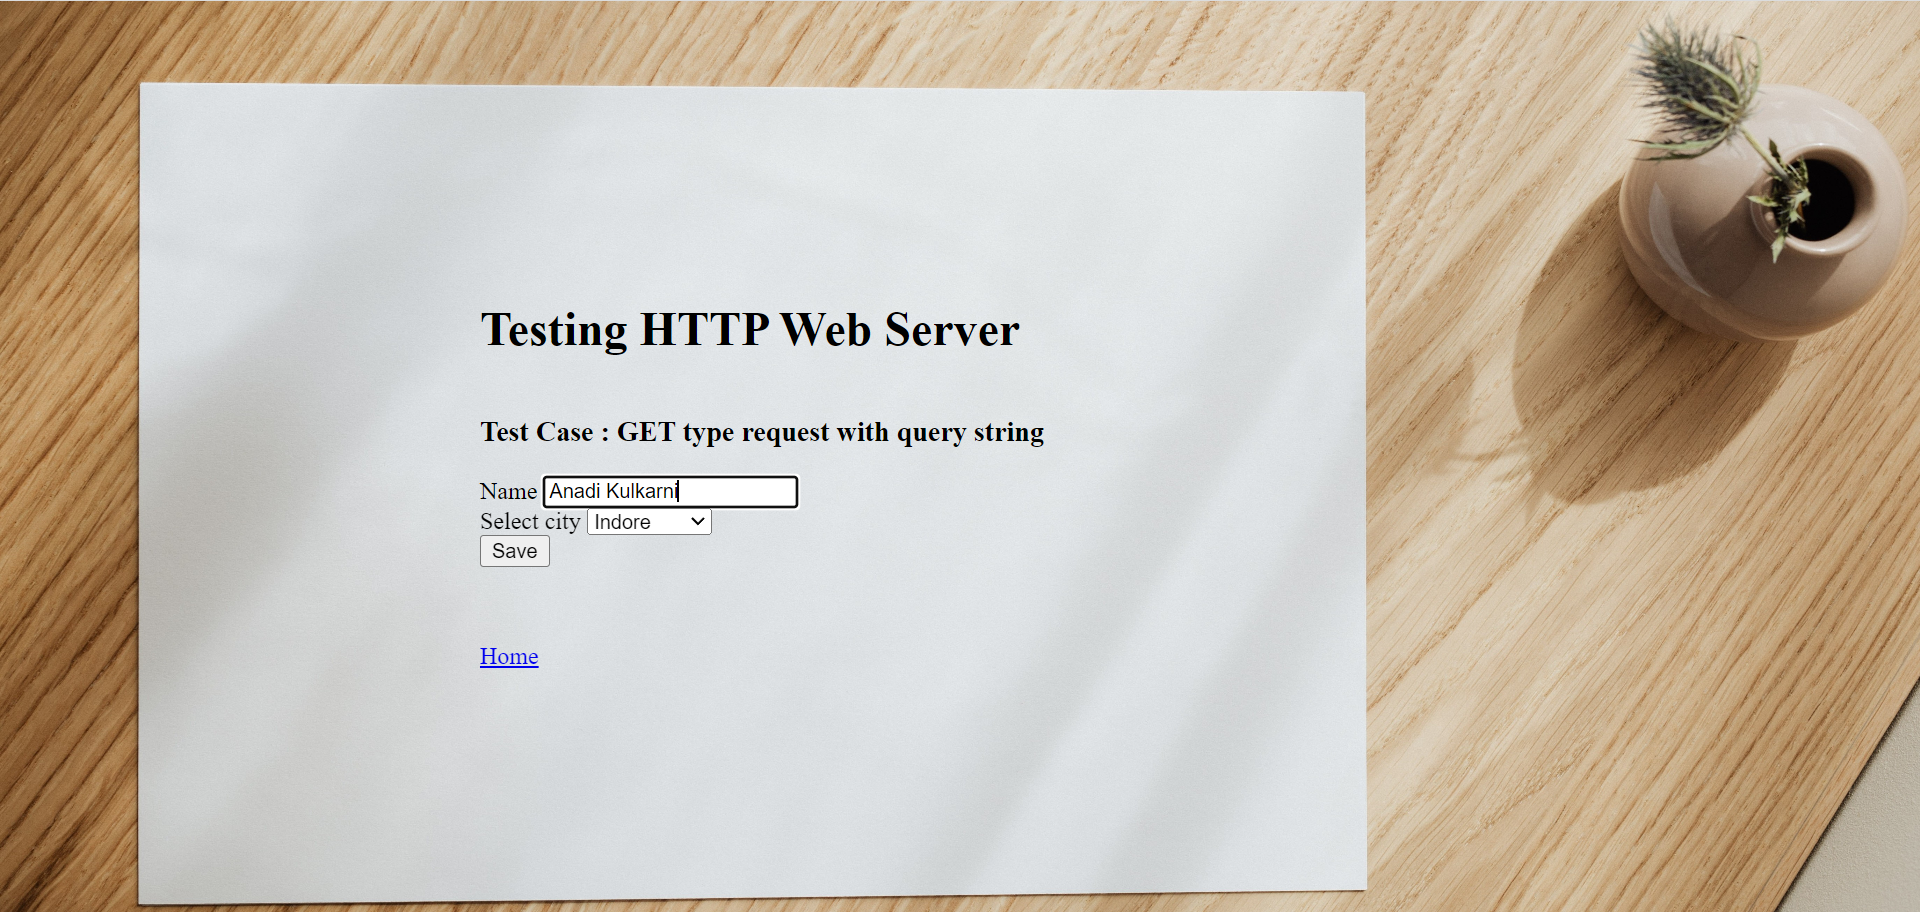 Testing HTTP Web Server
Test Case : GET type request with query string
Name Anadi Kulkarni
Select city Indore
Save
Home